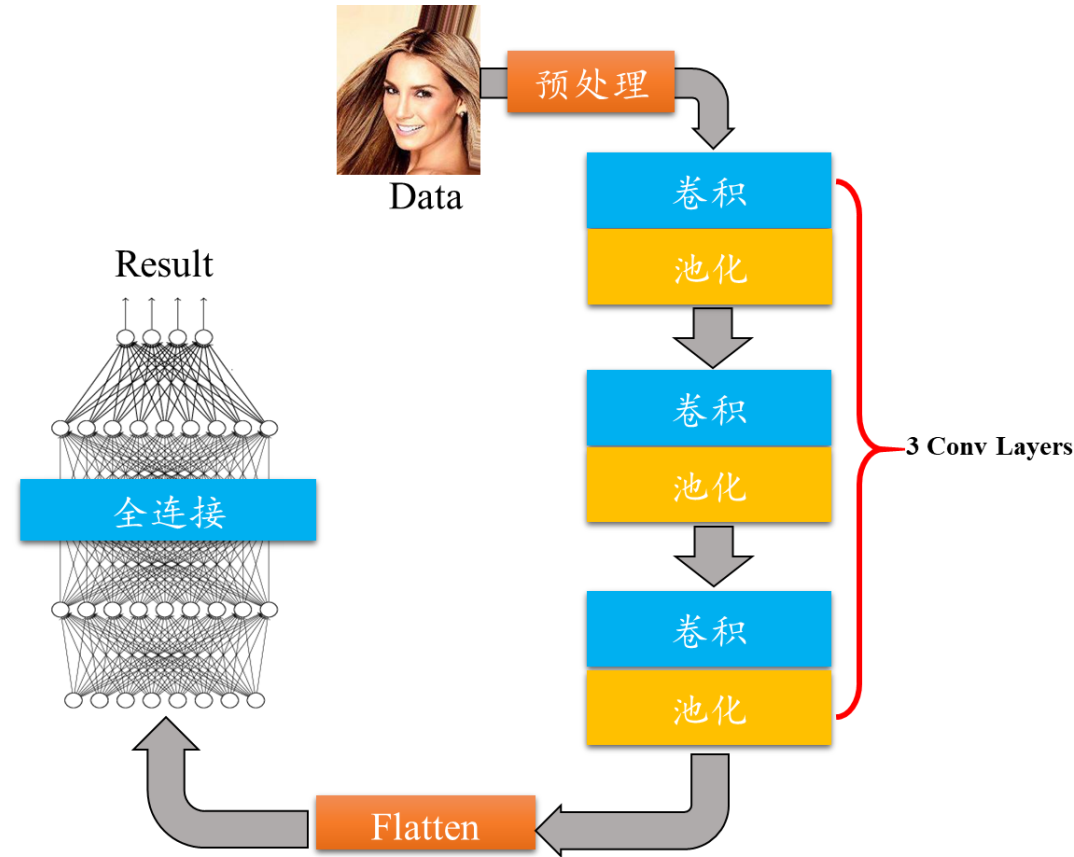 预处理
Data
卷积
池化
卷积
池化
3 Conv Layers
卷积
池化
Flatten
全连接
Result